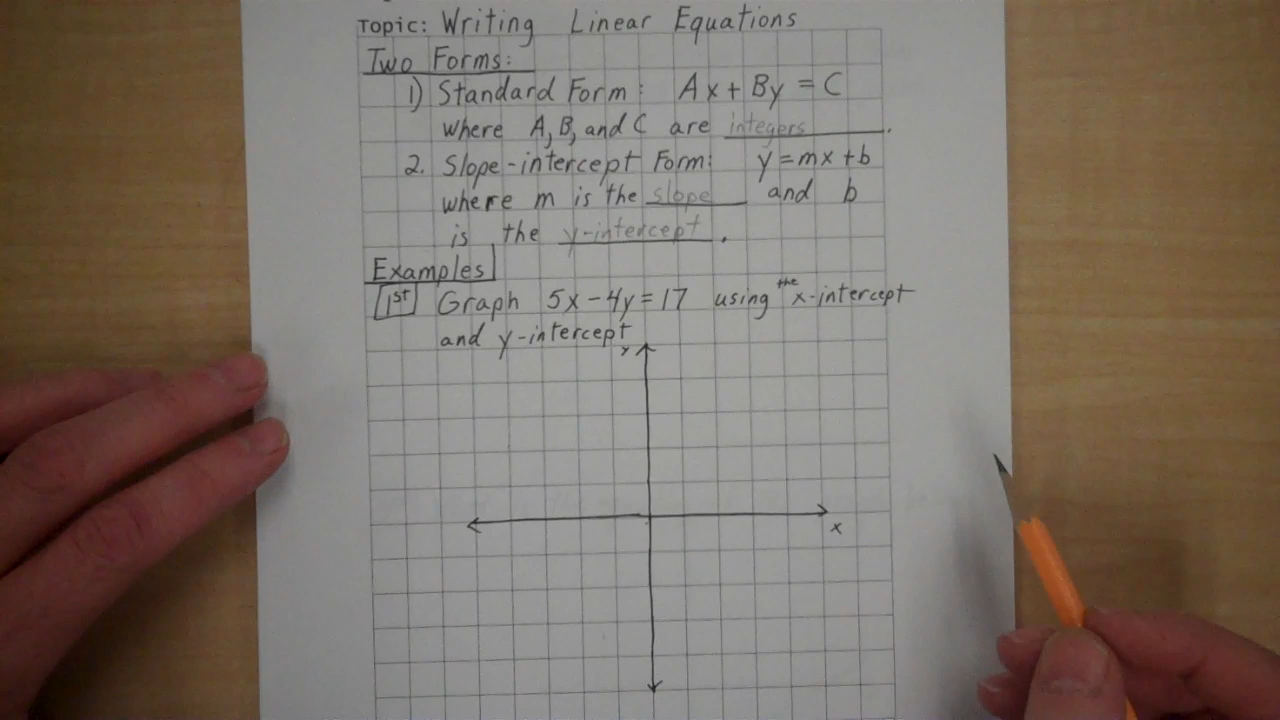 Topic: Writing Linear Equations
Two Forms:
1) Standard Form: Ax + By = C
where A, B, and C are integers.
2. Slope-intercept Form: y = mx + b
where m is the slope and b
is the y-intercept.
Examples
1st Graph 5x - 4y = 17 using the x-intercept
and y-intercept
y
x